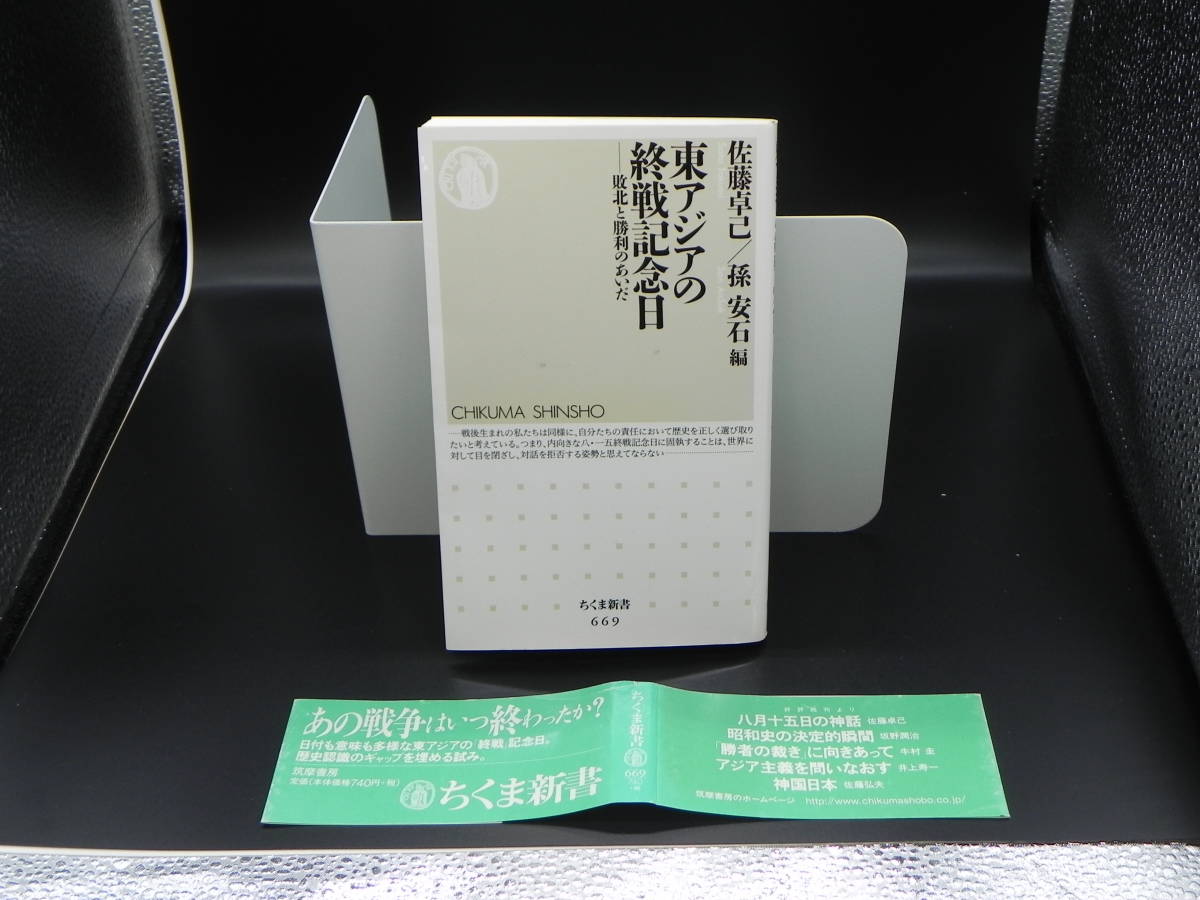 佐藤卓己／孫 安石 編
東アジアの
終戦記念日
──敗北と勝利のあいだ
CHIKUMA SHINSHO
……戦後生まれの私たちは同様に、自分たちの責任において歴史を正しく選び取り
たいと考えている。つまり、内向きな八・一五終戦記念日に固執することは、世界に
対して目を閉ざし、対話を拒否する姿勢と思えてならない……
ちくま新書
669
あの戦争はいつ終わったか?
日付も意味も多様な東アジアの「終戦」記念日。
歴史認識のギャップを埋める試み。
筑摩書房
定価(本体価格740円+税)
ちくま新書
ちくま新書
669
好評既刊より
八月十五日の神話 佐藤卓己
昭和史の決定的瞬間 坂野潤治
「勝者の裁き」に向きあって 牛村 圭
アジア主義を問いなおす 井上寿一
神国日本 佐藤弘夫
筑摩書房のホームページ http://www.chikumashobo.co.jp/